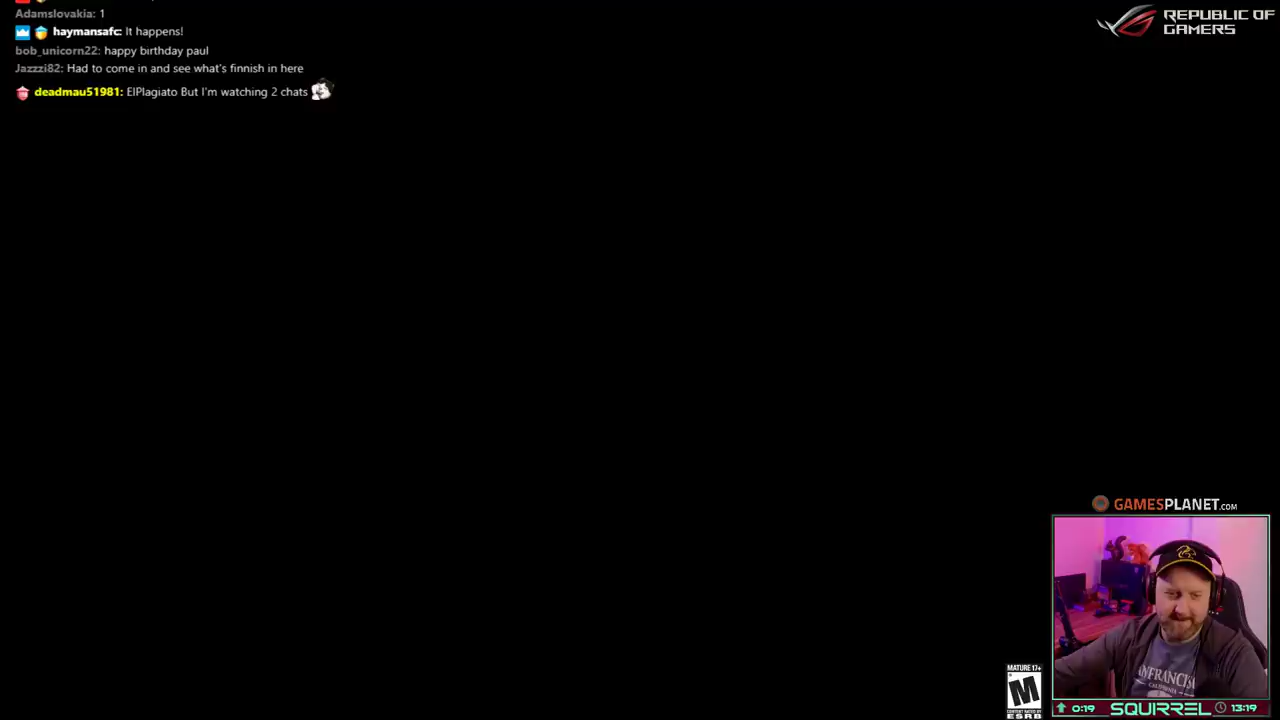 Adamslovakia: 1
haymansafc: It happens!
bob_unicorn22: happy birthday paul
Jazzzi82: Had to come in and see what's finnish in here
deadmau51981: ElPlagiato But I'm watching 2 chats
REPUBLIC OF
GAMERS
GAMESPLANET.COM
MATURE 17+
M
ESRB
SQUIRREL
0:19
13:19